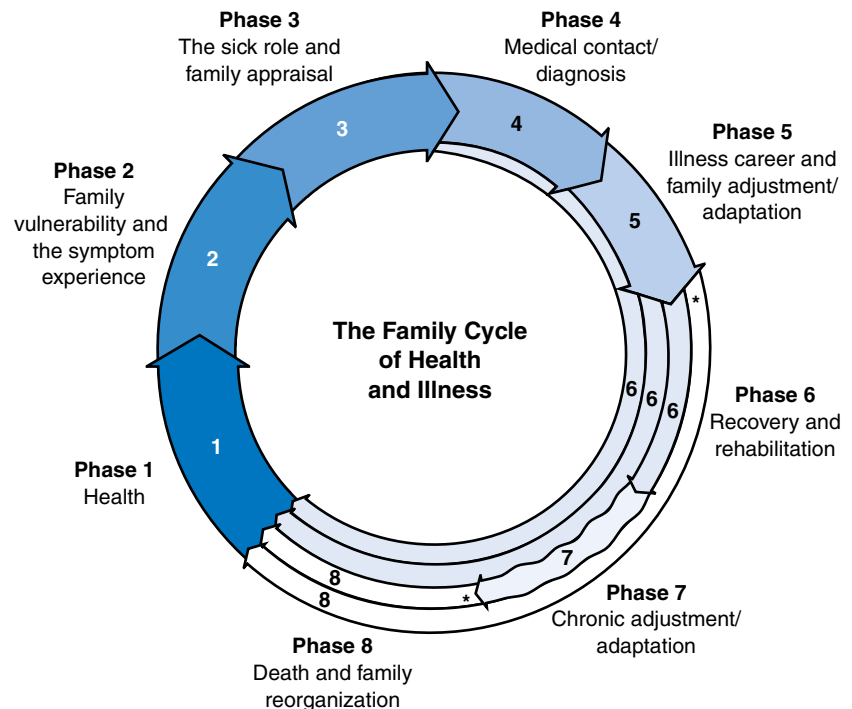 Phase 3
The sick role and
family appraisal
Phase 4
Medical contact/
diagnosis
Phase 2
Family
vulnerability and
the symptom
experience
Phase 5
Illness career and
family adjustment/
adaptation
3
4
2
5
*
The Family Cycle
of Health
and Illness
Phase 6
Recovery and
rehabilitation
6
6
6
Phase 1
Health
1
7
8
8
*
Phase 7
Chronic adjustment/
adaptation
Phase 8
Death and family
reorganization